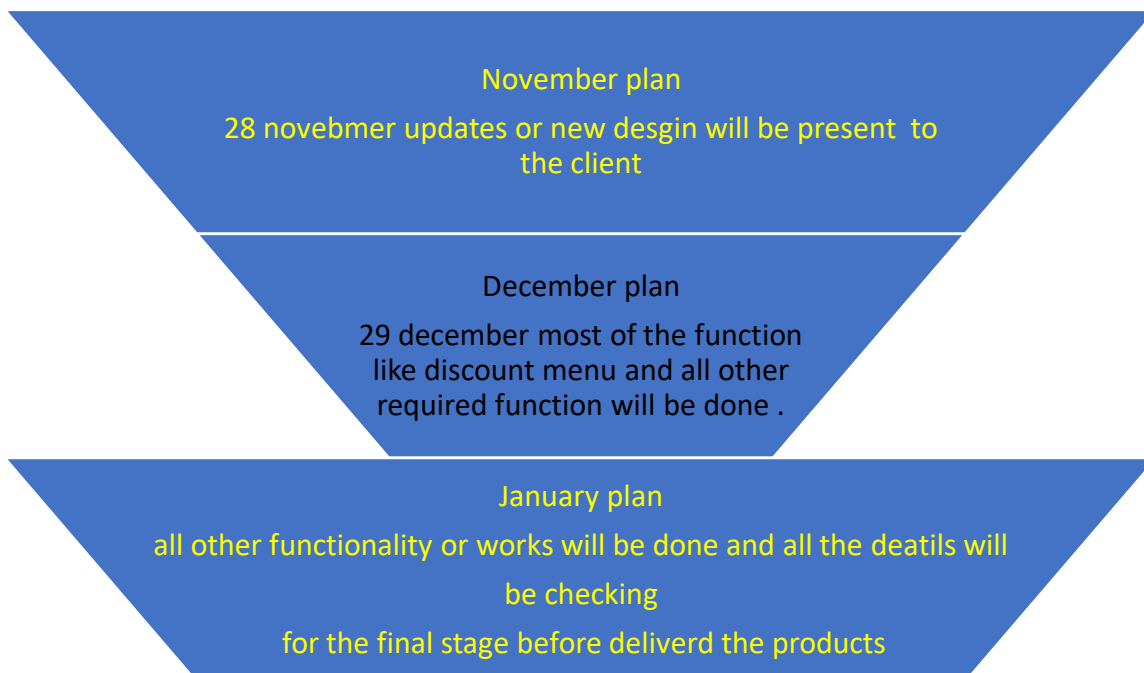 November plan
28 novebmer updates or new desgin will be present  to
the client
December plan
29 december most of the function
like discount menu and all other
required function will be done .
January plan
all other functionality or works will be done and all the deatils will
be checking
for the final stage before deliverd the products